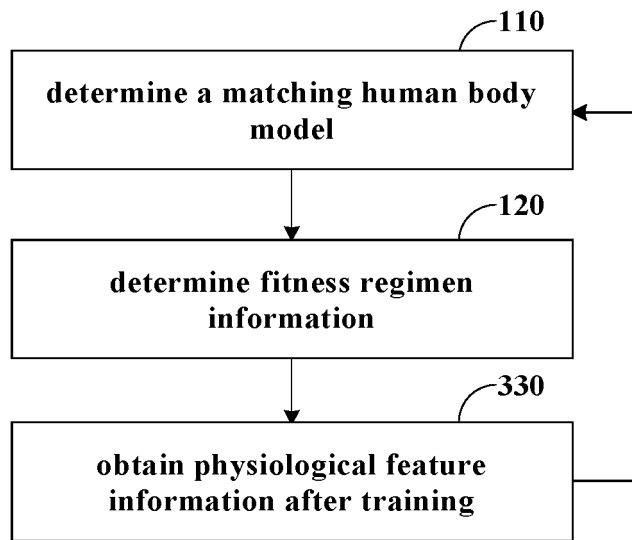 110
determine a matching human body
model
120
determine fitness regimen
information
330
obtain physiological feature
information after training